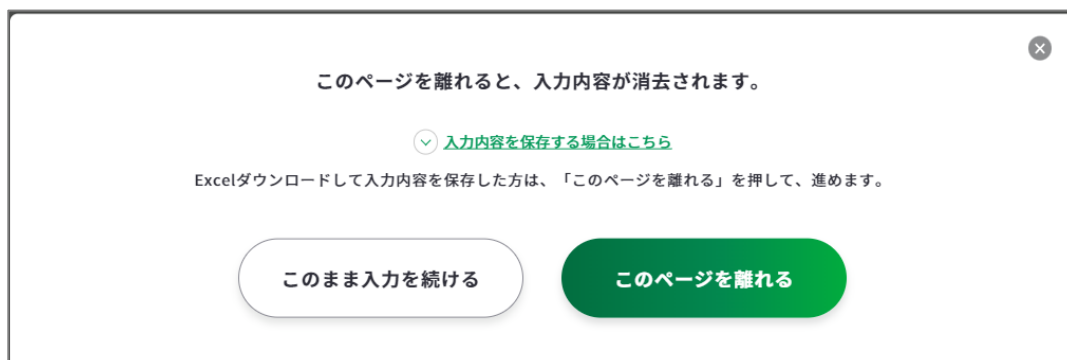 このページを離れると、入力内容が消去されます。
入力内容を保存する場合はこちら
Excelダウンロードして入力内容を保存した方は、「このページを離れる」を押して、進めます。
このまま入力を続ける
このページを離れる